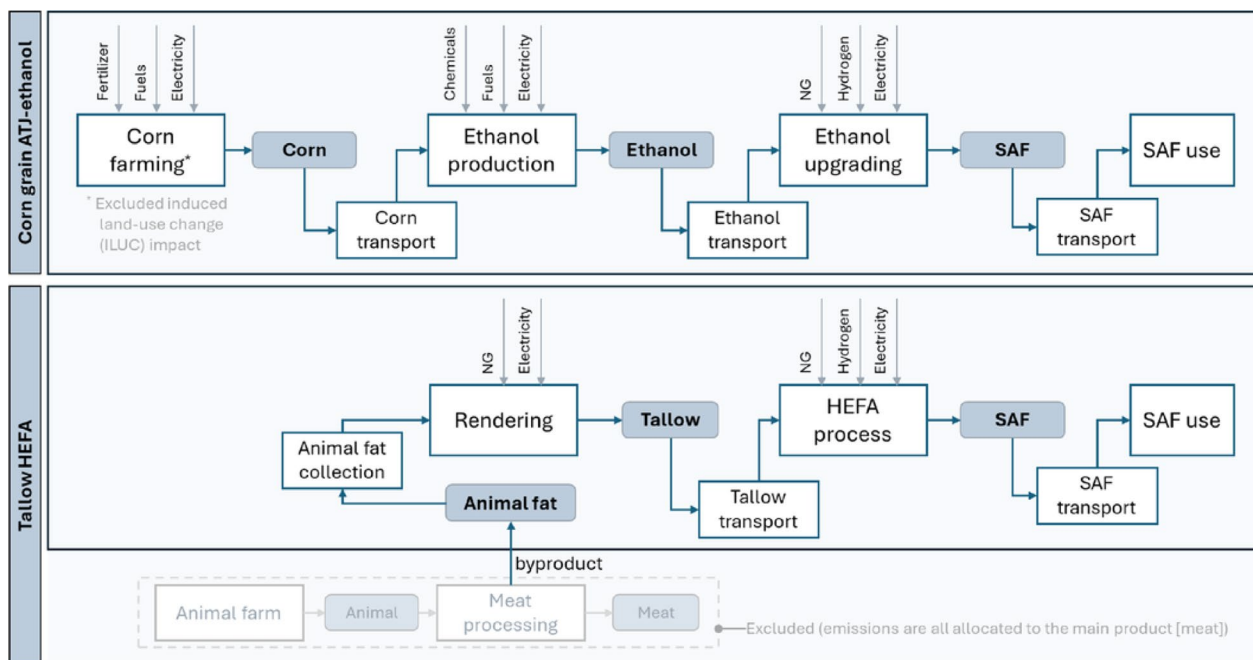 Corn grain ATJ-ethanol
Fertilizer
Fuels
Electricity
Chemicals
Fuels
Electricity
NG
Hydrogen
Electricity
Corn
farming*
Corn
Ethanol
production
Ethanol
Ethanol
upgrading
SAF
SAF use
* Excluded induced
land-use change
(ILUC) impact
Corn
transport
Ethanol
transport
SAF
transport
Tallow HEFA
NG
Electricity
NG
Hydrogen
Electricity
Rendering
Tallow
HEFA
process
SAF
SAF use
Animal fat
collection
Animal fat
Tallow
transport
SAF
transport
byproduct
Animal farm
Animal
Meat
processing
Meat
Excluded (emissions are all allocated to the main product [meat])